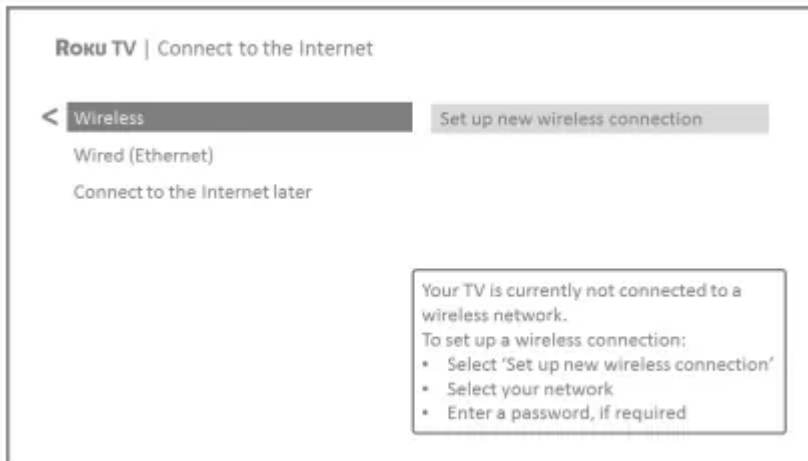 Roku TV | Connect to the Internet
< Wireless
Set up new wireless connection
Wired (Ethernet)
Connect to the Internet later
Your TV is currently not connected to a
wireless network.
To set up a wireless connection:
• Select ‘Set up new wireless connection’
• Select your network
• Enter a password, if required